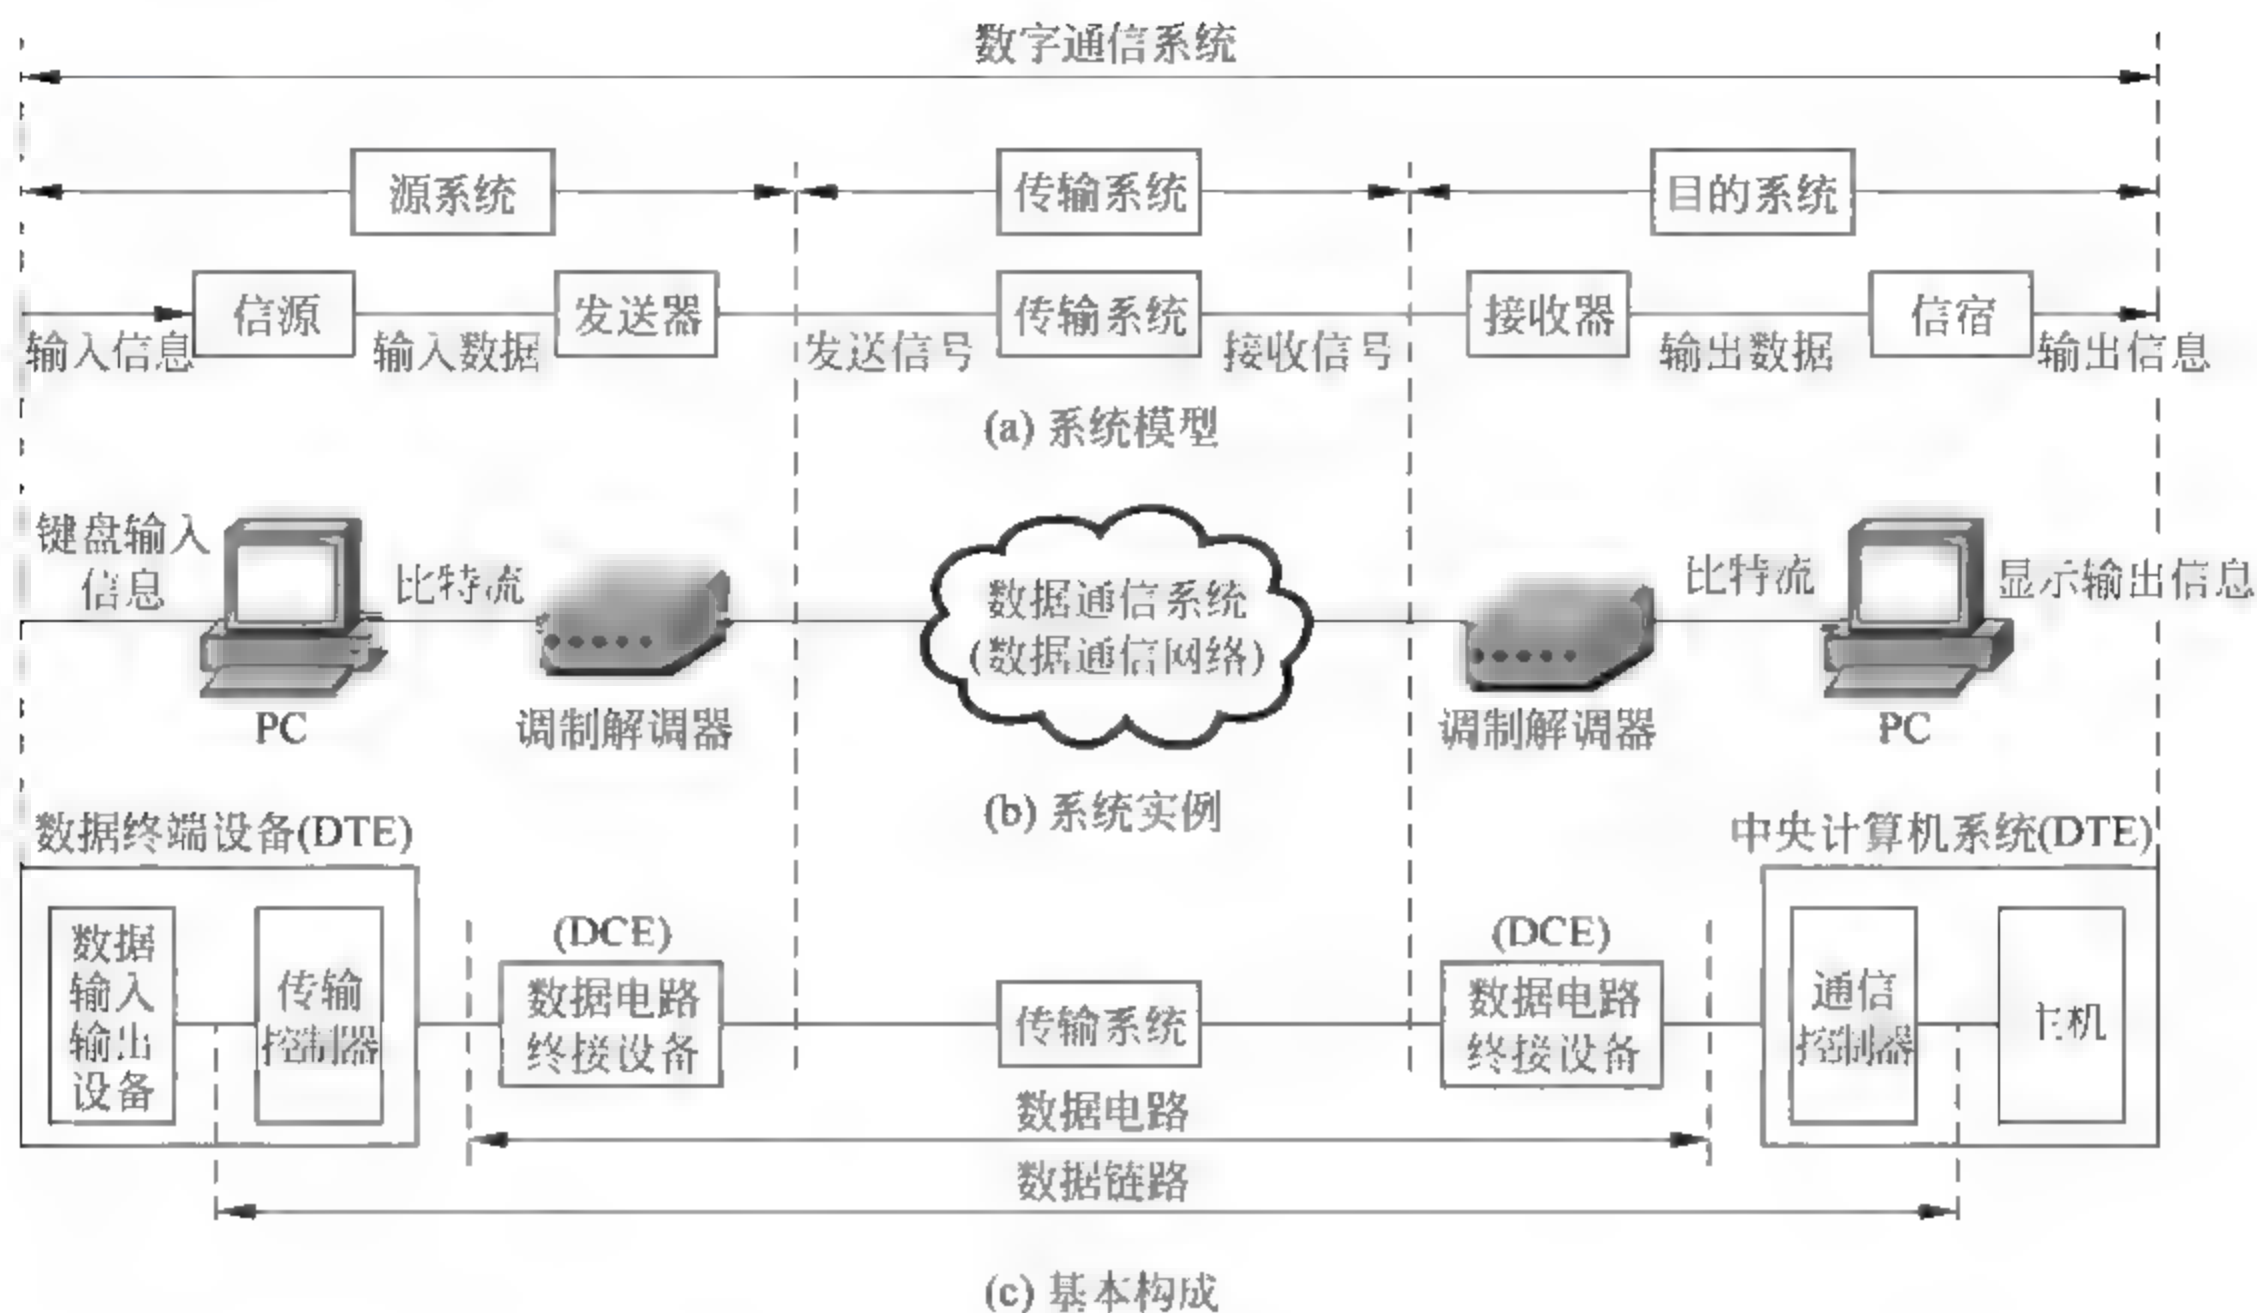 数字通信系统
源系统
传输系统
目的系统
信源
发送器
传输系统
接收器
信宿
输入信息
输入数据
发送信号
接收信号
输出数据
输出信息
(a) 系统模型
键盘输入
信息
比特流
数据通信系统
(数据通信网络)
比特流
显示输出信息
PC
调制解调器
调制解调器
PC
(b) 系统实例
数据终端设备(DTE)
中央计算机系统(DTE)
数据
输入
输出
设备
传输
控制器
(DCE)
数据电路
终接设备
传输系统
(DCE)
数据电路
终接设备
通信
控制器
主机
数据电路
数据链路
(c) 基本构成